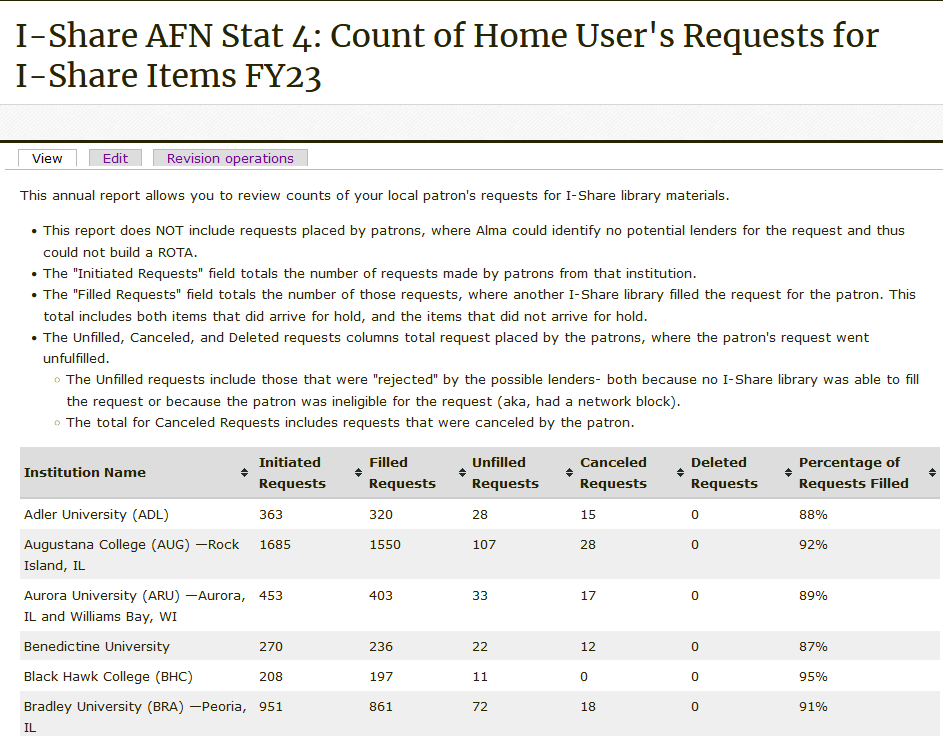 I-Share AFN Stat 4: Count of Home User's Requests for
I-Share Items FY23
View Edit Revision operations
This annual report allows you to review counts of your local patron's requests for I-Share library materials.
• This report does NOT include requests placed by patrons, where Alma could identify no potential lenders for the request and thus
could not build a ROTA.
• The "Initiated Requests" field totals the number of requests made by patrons from that institution.
• The "Filled Requests" field totals the number of those requests, where another I-Share library filled the request for the patron. This
total includes both items that did arrive for hold, and the items that did not arrive for hold.
• The Unfilled, Canceled, and Deleted requests columns total request placed by the patrons, where the patron's request went
unfulfilled.
○ The Unfilled requests include those that were "rejected" by the possible lenders- both because no I-Share library was able to fill
the request or because the patron was ineligible for the request (aka, had a network block).
○ The total for Canceled Requests includes requests that were canceled by the patron.
Institution Name Initiated Requests Filled Requests Unfilled Requests Canceled Requests Deleted Requests Percentage of Requests Filled
Adler University (ADL) 363 320 28 15 0 88%
Augustana College (AUG) —Rock 1685 1550 107 28 0 92%
Island, IL
Aurora University (ARU) —Aurora, 453 403 33 17 0 89%
IL and Williams Bay, WI
Benedictine University 270 236 22 12 0 87%
Black Hawk College (BHC) 208 197 11 0 0 95%
Bradley University (BRA) —Peoria, 951 861 72 18 0 91%
IL